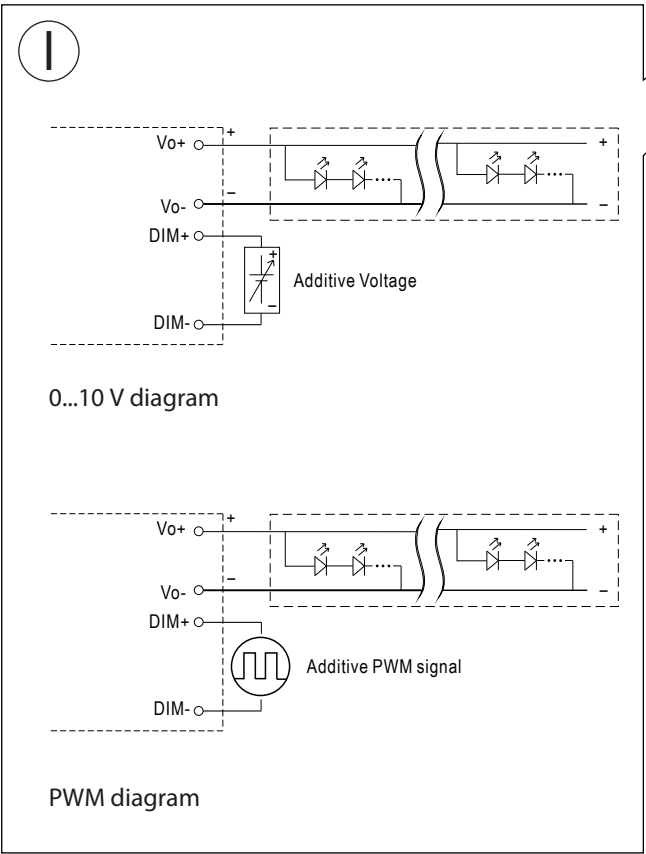 I
Vo+ +
+
Vo- –
–
DIM+
+
Additive Voltage
–
DIM-
0...10 V diagram
Vo+ +
+
Vo- –
–
DIM+
Additive PWM signal
DIM-
PWM diagram